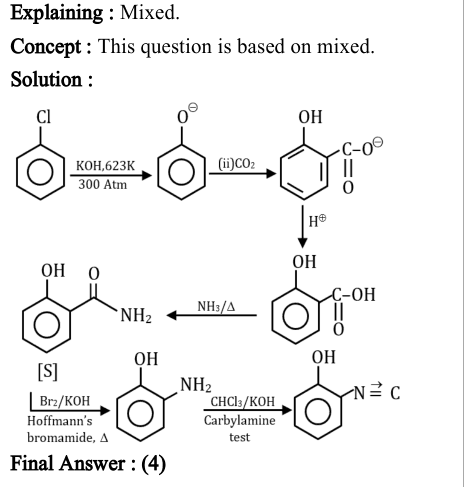 Explaining : Mixed.
Concept : This question is based on mixed.
Solution :
Cl
O⊖
OH
KOH,623K
300 Atm
(ii)CO₂
C–O⊖
O
H⊕
OH
OH
O
C–OH
O
NH₂
NH₃/Δ
[S]
OH
OH
Br₂/KOH
NH₂
CHCl₃/KOH
N⇒C
Hoffmann's
bromamide, Δ
Carbylamine
test
Final Answer : (4)